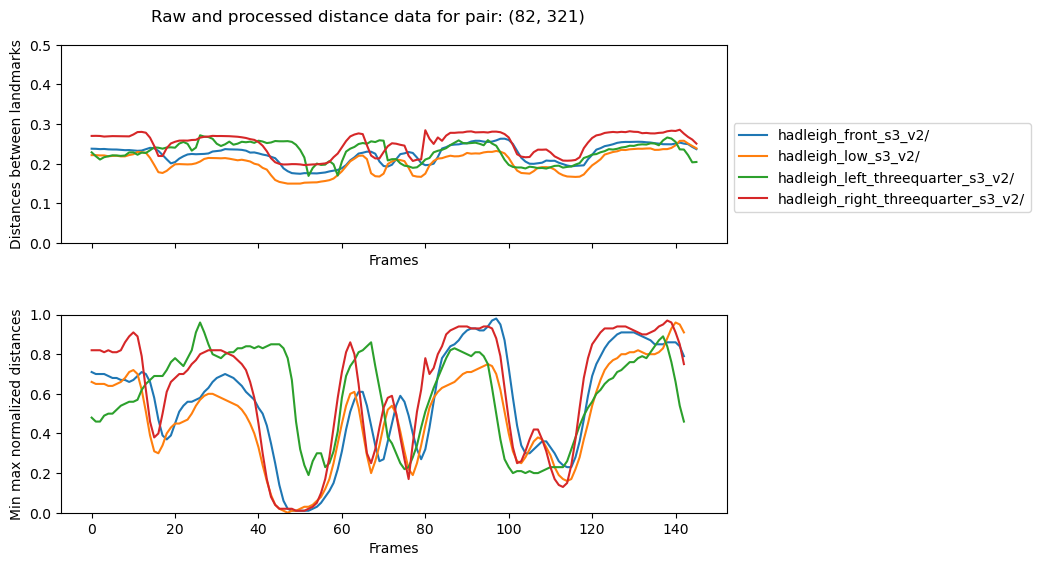 Raw and processed distance data for pair: (82, 321)
Distances between landmarks
0.5
0.4
0.3
0.2
0.1
0.0
Frames
hadleigh_front_s3_v2/
hadleigh_low_s3_v2/
hadleigh_left_threequarter_s3_v2/
hadleigh_right_threequarter_s3_v2/
Min max normalized distances
1.0
0.8
0.6
0.4
0.2
0.0
0 20 40 60 80 100 120 140
Frames